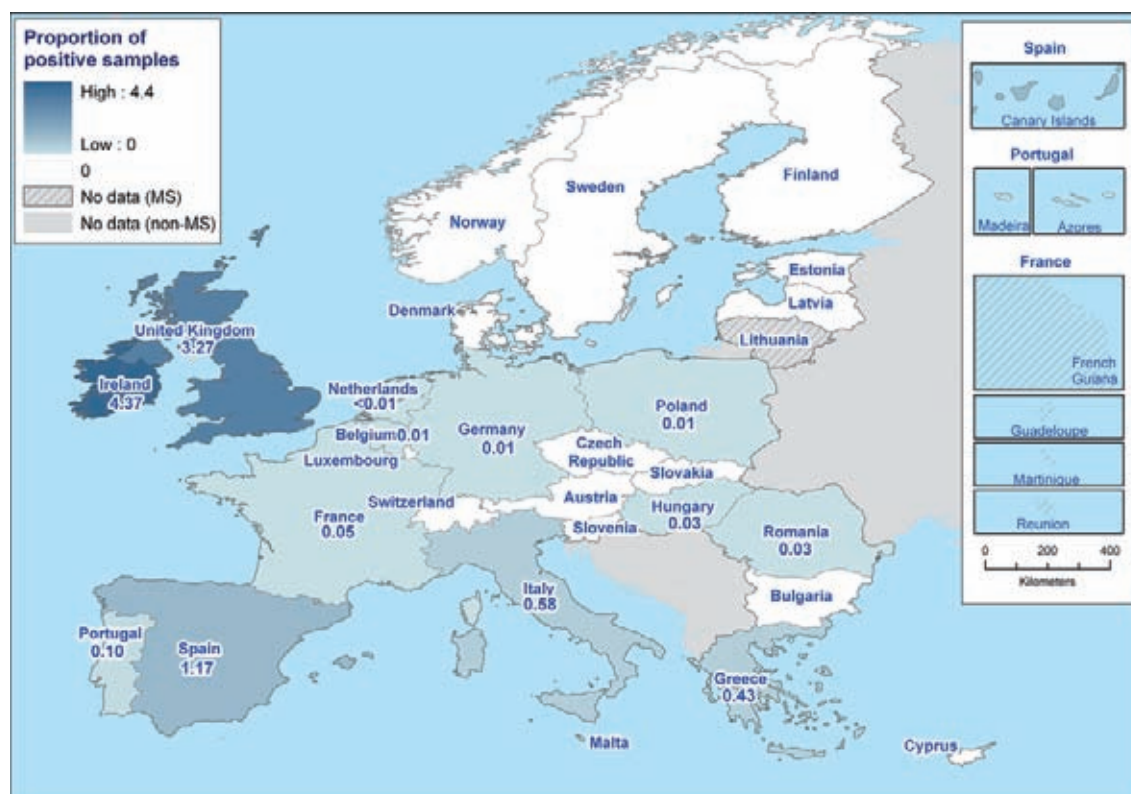 Proportion of
positive samples
High : 4.4
Low : 0
0
No data (MS)
No data (non-MS)
Norway
Sweden
Finland
Estonia
Latvia
Lithuania
Denmark
United Kingdom
3.27
Ireland
4.37
Netherlands
<0.01
Belgium 0.01
Luxembourg
Germany
0.01
Poland
0.01
Czech
Republic
Slovakia
Austria
Switzerland
France
0.05
Slovenia
Hungary
0.03
Romania
0.03
Bulgaria
Italy
0.58
Portugal
0.10
Spain
1.17
Greece
0.43
Malta
Cyprus
Spain
Canary Islands
Portugal
Madeira
Azores
France
French
Guiana
Guadeloupe
Martinique
Reunion
0 200 400
Kilometers